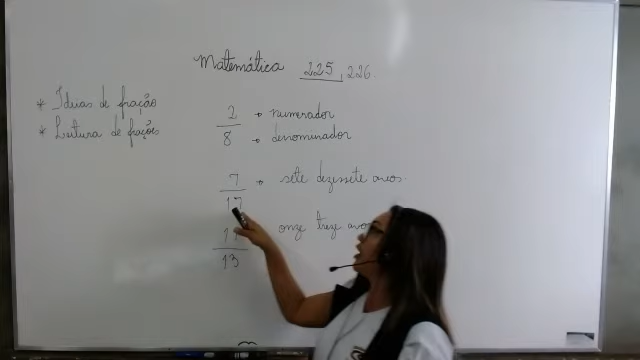 Matemática 225, 226.
* Ideias de fração
* Leitura de frações
2 → numerador
8 → denominador
7 → sete dezessete avos
17
11 onze treze avos
13